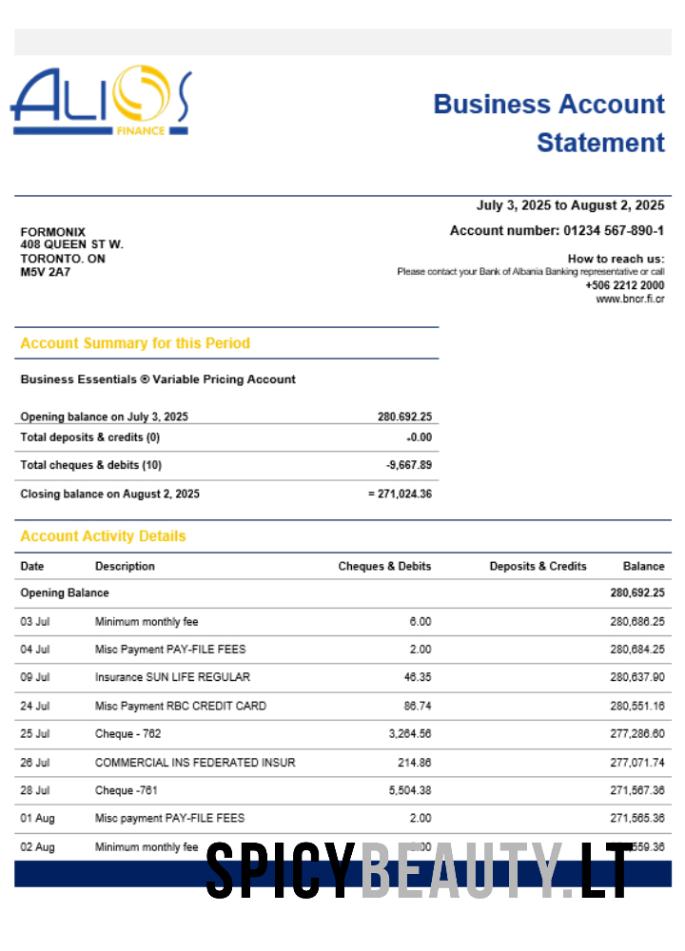 ALIOS
FINANCE
Business Account
Statement
July 3, 2025 to August 2, 2025
FORMONIX
408 QUEEN ST W.
TORONTO. ON
M5V 2A7
Account number: 01234 567-890-1
How to reach us:
Please contact your Bank of Albania Banking representative or call
+506 2212 2000
www.bncr.fi.cr
Account Summary for this Period
Business Essentials ® Variable Pricing Account
Opening balance on July 3, 2025 280.692.25
Total deposits & credits (0) -0.00
Total cheques & debits (10) -9,667.89
Closing balance on August 2, 2025 = 271,024.36
Account Activity Details
Date Description Cheques & Debits Deposits & Credits Balance
Opening Balance 280,692.25
03 Jul Minimum monthly fee 6.00 280,686.25
04 Jul Misc Payment PAY-FILE FEES 2.00 280,684.25
09 Jul Insurance SUN LIFE REGULAR 46.35 280,637.90
24 Jul Misc Payment RBC CREDIT CARD 86.74 280,551.16
25 Jul Cheque - 762 3,264.56 277,286.60
26 Jul COMMERCIAL INS FEDERATED INSUR 214.86 277,071.74
28 Jul Cheque -761 5,504.38 271,567.36
01 Aug Misc payment PAY-FILE FEES 2.00 271,565.36
02 Aug Minimum monthly fee
SPICYBEAUTY.LT